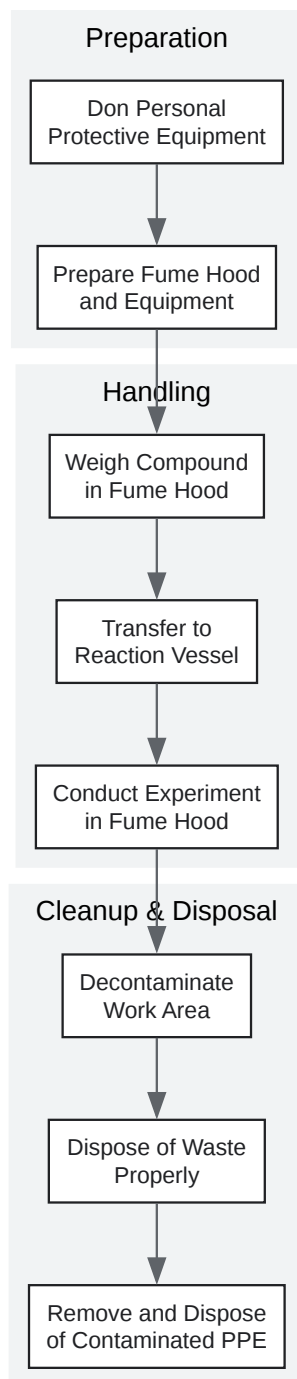 Preparation
Don Personal
Protective Equipment
Prepare Fume Hood
and Equipment
Handling
Weigh Compound
in Fume Hood
Transfer to
Reaction Vessel
Conduct Experiment
in Fume Hood
Cleanup & Disposal
Decontaminate
Work Area
Dispose of Waste
Properly
Remove and Dispose
of Contaminated PPE